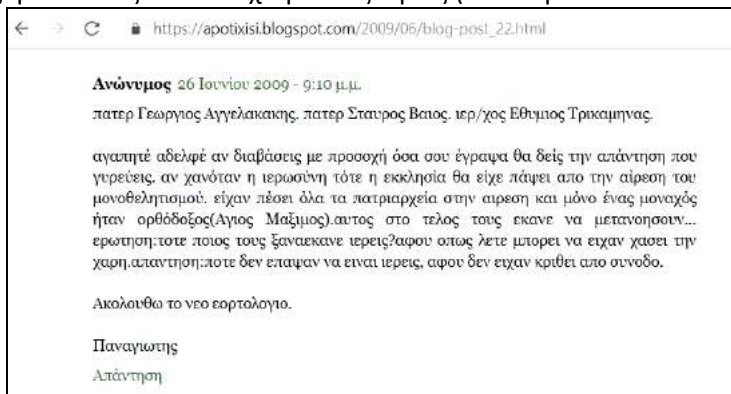 https://apotixisi.blogspot.com/2009/06/blog-post_22.html
Ανώνυμος 26 Ιουνίου 2009 - 9:10 μ.μ.
πατερ Γεωργιος Αγγελακακης. πατερ Σταυρος Βαιος. ιερ/χος Εθυμιος Τρικαμηνας.
αγαπητέ αδελφέ αν διαβάσεις με προσοχή όσα σου έγραψα θα δείς την απάντηση που
γυρεύεις. αν χανόταν η ιερωσύνη τότε η εκκλησία θα είχε πάψει απο την αίρεση του
μονοθελητισμού. είχαν πέσει όλα τα πατριαρχεία στην αιρεση και μόνο ένας μοναχός
ήταν ορθόδοξος(Αγιος Μαξιμος).αυτος στο τελος τους εκανε να μετανοησουν...
ερωτηση:τοτε ποιος τους ξαναεκανε ιερεις?αφου οπως λετε μπορει να ειχαν χασει την
χαρη.απαντηση:ποτε δεν επαψαν να ειναι ιερεις, αφου δεν ειχαν κριθει απο συνοδο.
Ακολουθω το νεο εορτολογιο.
Παναγιωτης
Απάντηση